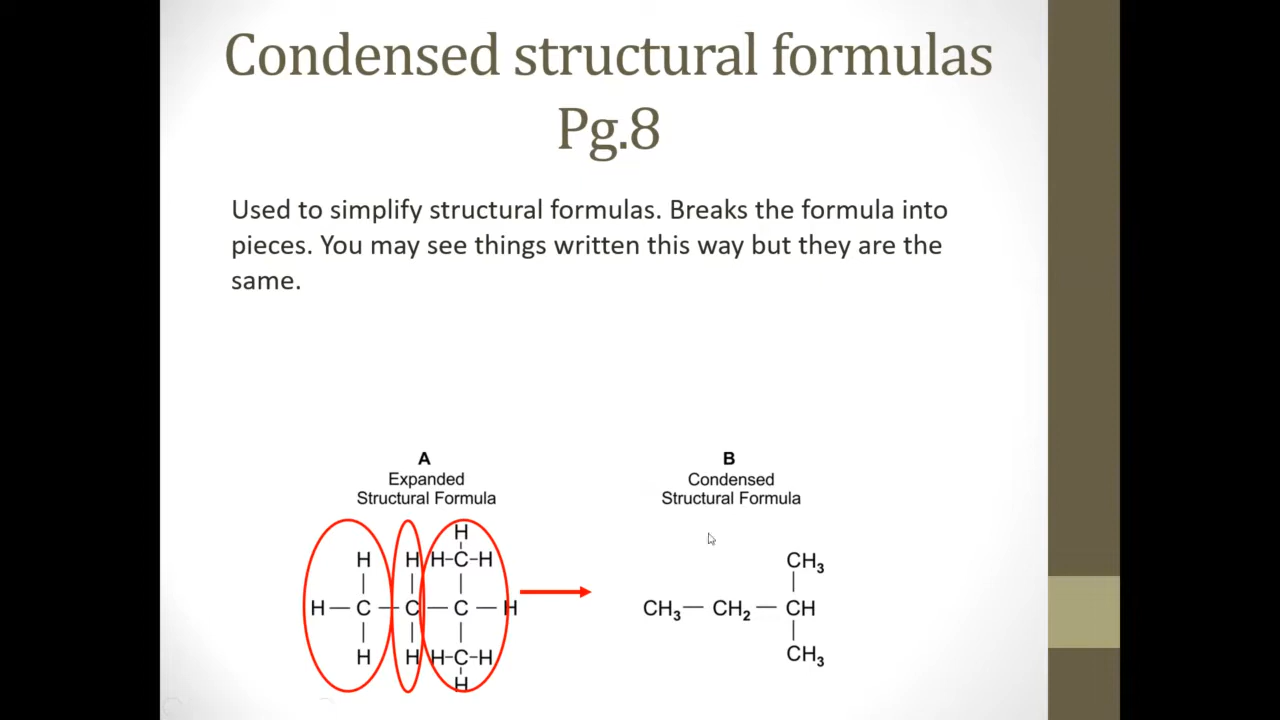 Condensed structural formulas
Pg.8
Used to simplify structural formulas. Breaks the formula into
pieces. You may see things written this way but they are the
same.
A
Expanded
Structural Formula
H
H H H-C-H
H — C — C — C — H
H H H-C-H
H
B
Condensed
Structural Formula
CH₃
CH₃ — CH₂ — CH
CH₃